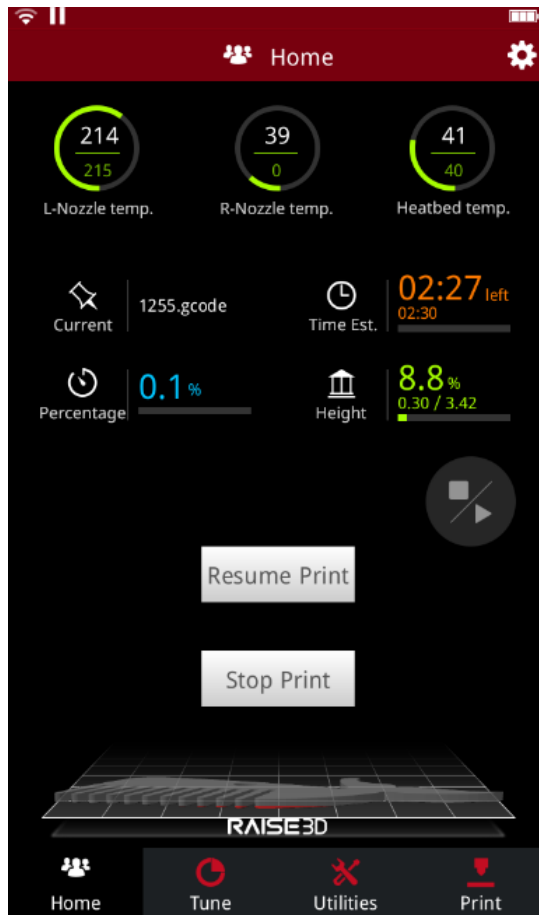 Home
214
215
L-Nozzle temp.
39
0
R-Nozzle temp.
41
40
Heatbed temp.
Current
1255.gcode
Time Est.
02:27 left
02:30
Percentage
0.1 %
Height
8.8 %
0.30 / 3.42
Resume Print
Stop Print
RAISE3D
Home
Tune
Utilities
Print